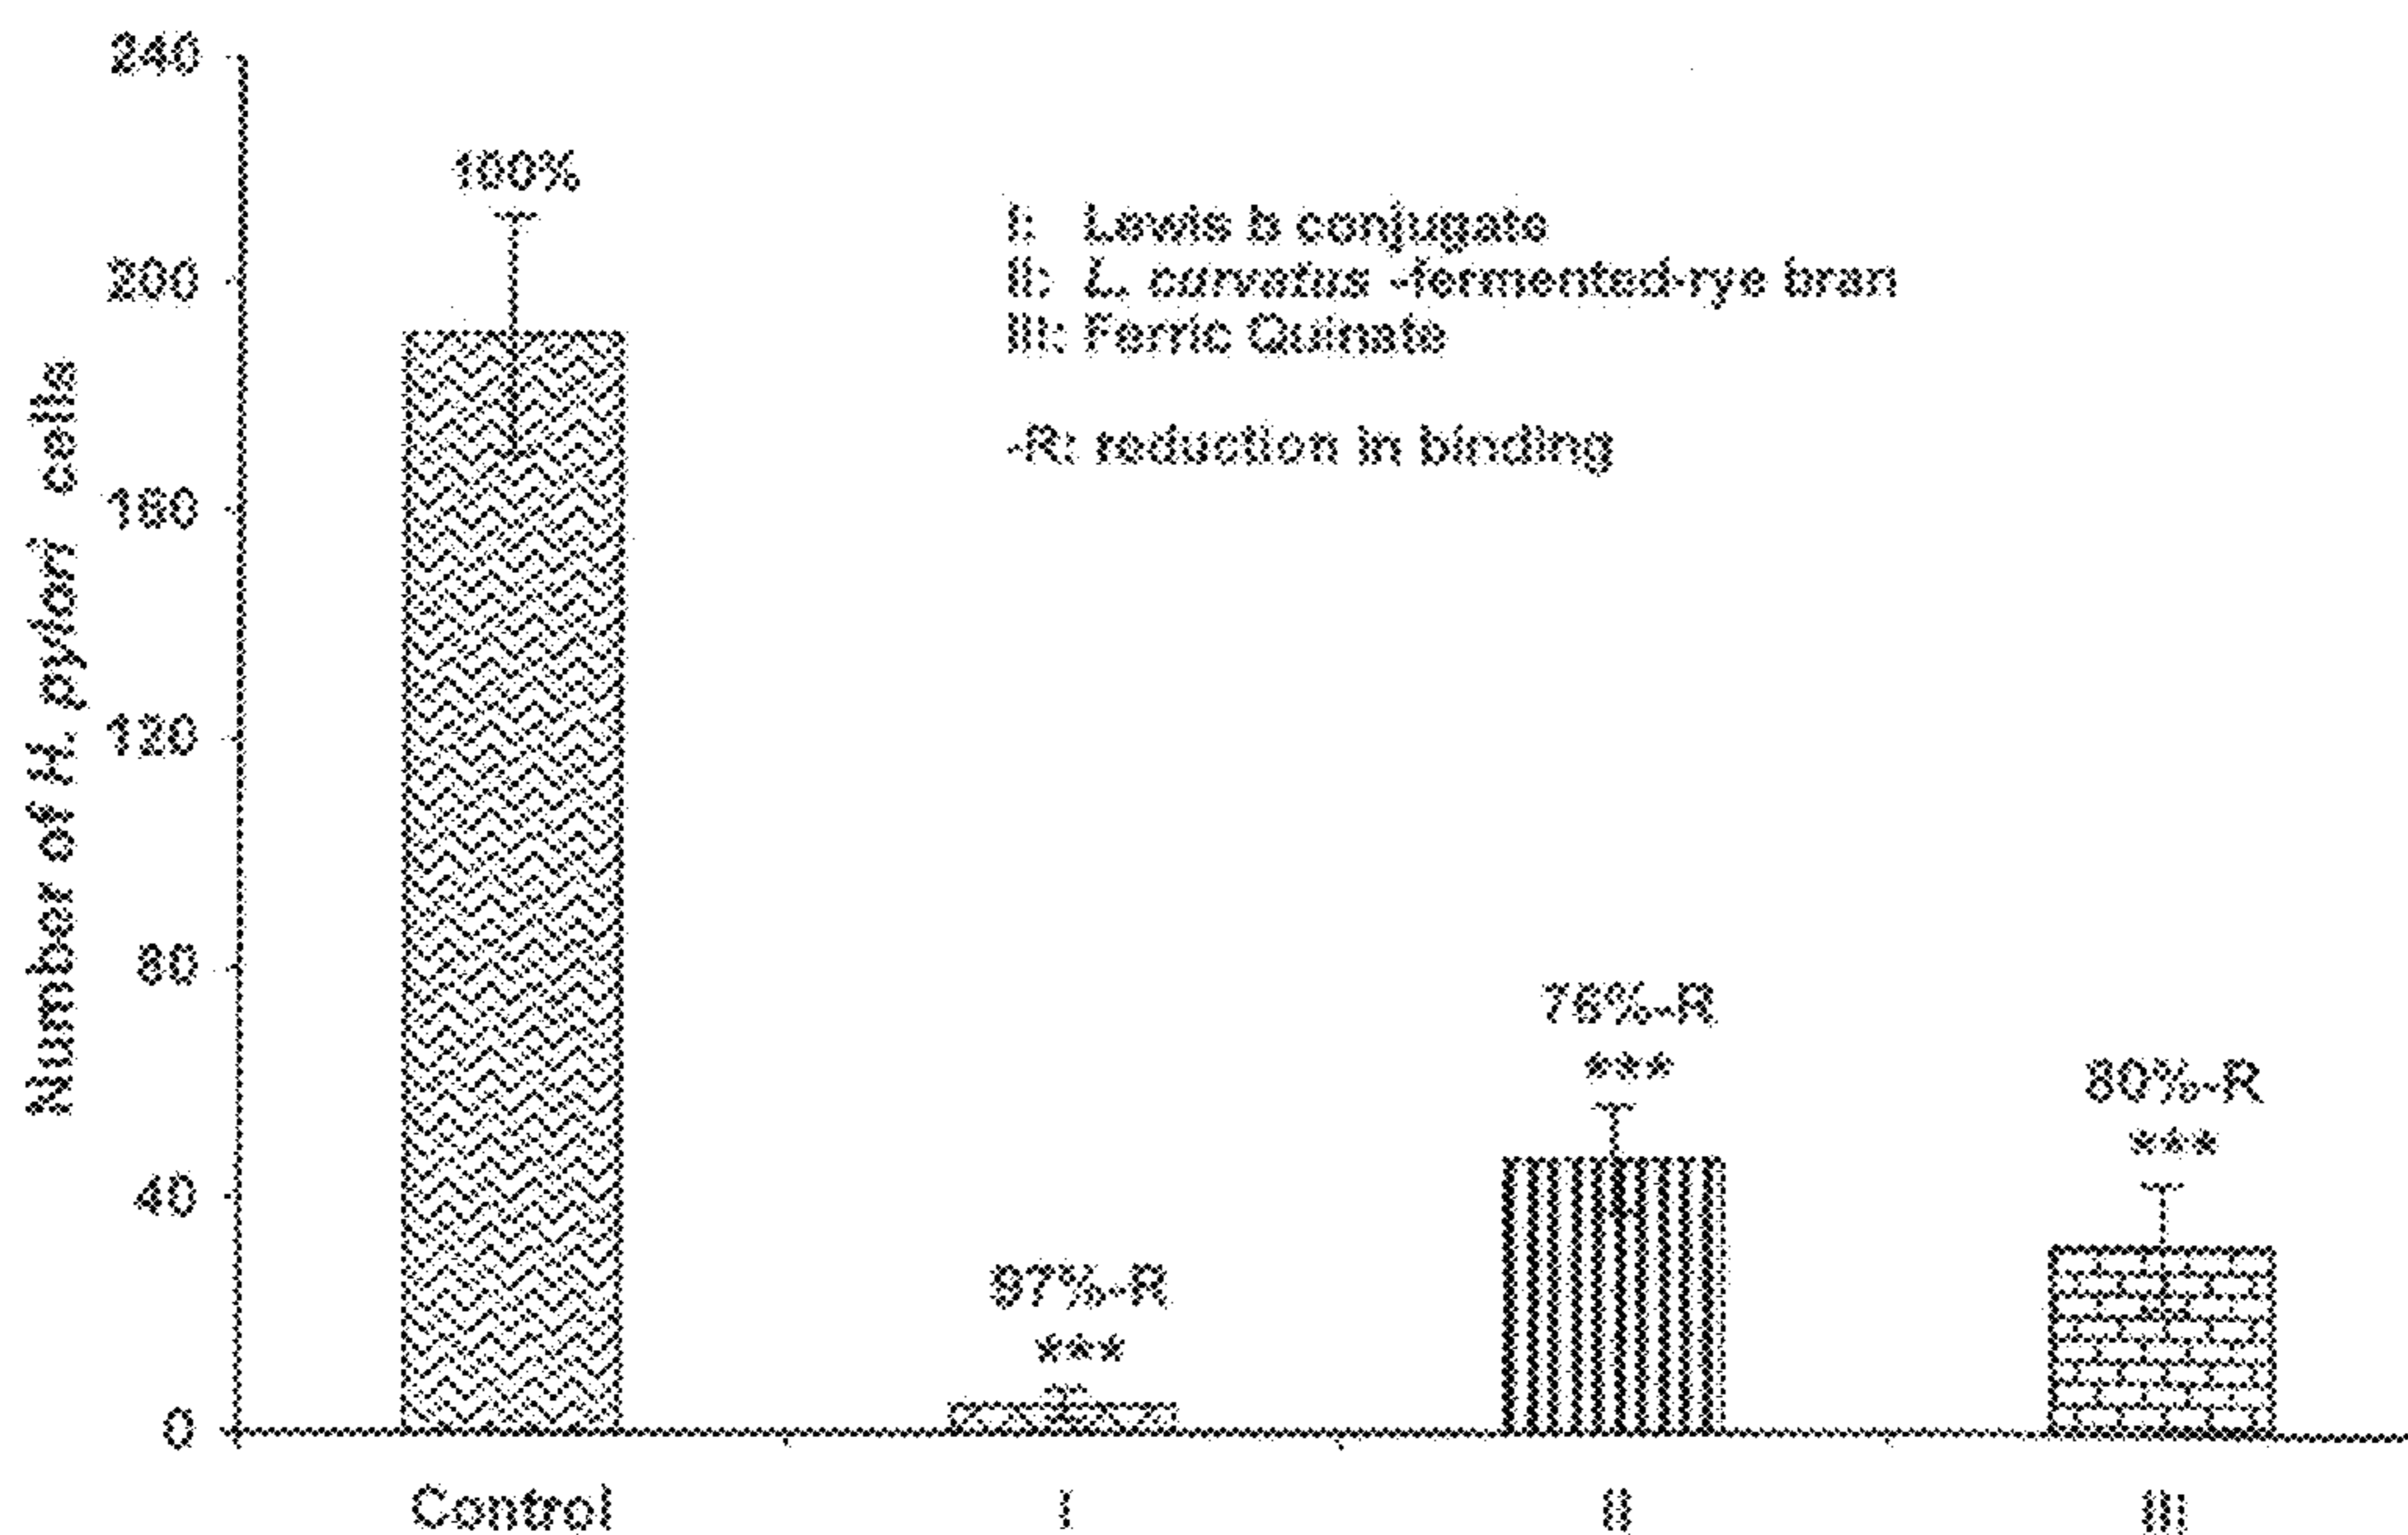 240
200
160
120
80
40
0
Number of H. pylori cells
100%
I: Lewis b conjugate
II: L. curvatus -fermented-rye bran
III: Ferric Quinate
-R: reduction in binding
97%-R
***
76%-R
***
80%-R
***
Control I II III